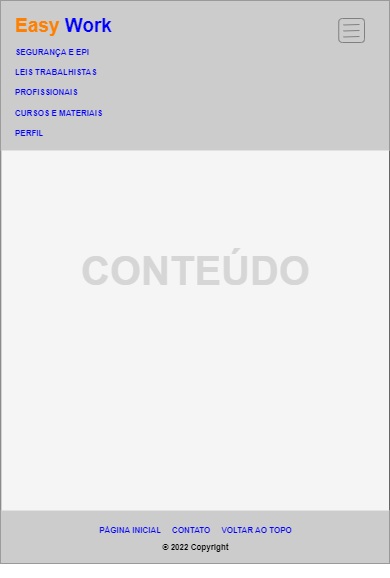 Easy Work
SEGURANÇA E EPI
LEIS TRABALHISTAS
PROFISSIONAIS
CURSOS E MATERIAIS
PERFIL
CONTEÚDO
PÁGINA INICIAL CONTATO VOLTAR AO TOPO
© 2022 Copyright